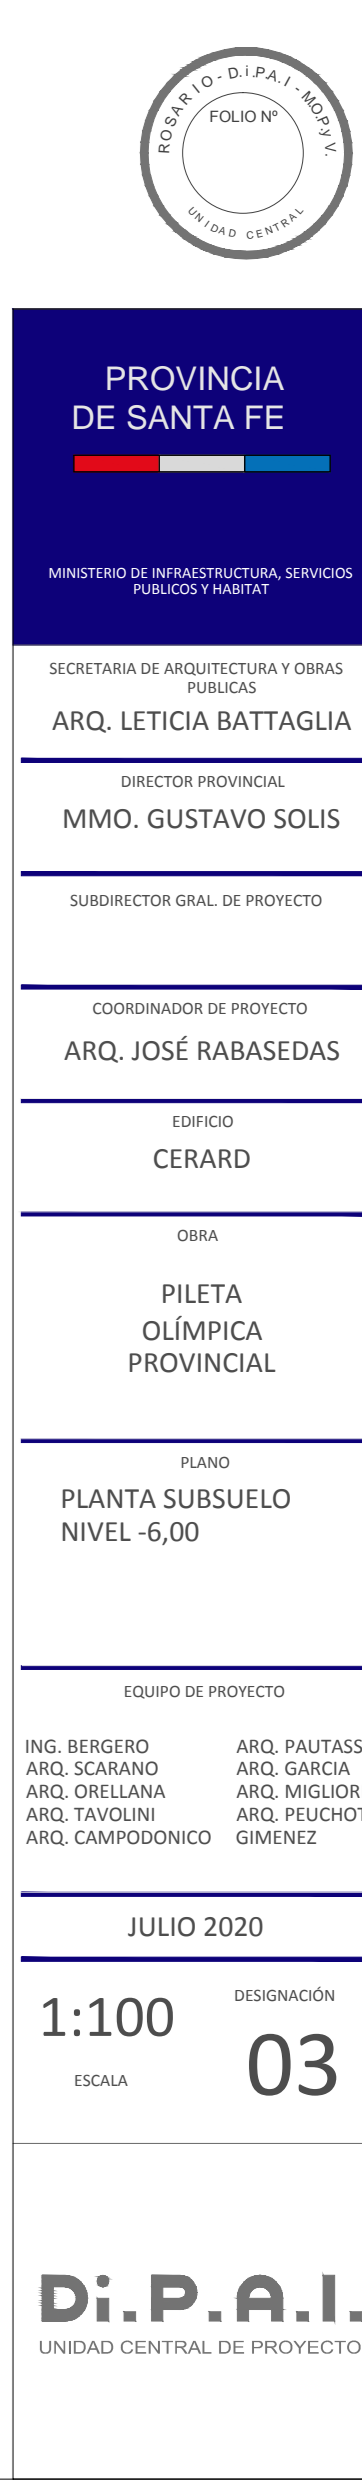 ROSARIO - D.i.P.A.I - M.O.P.y V.
FOLIO Nº
UNIDAD CENTRAL
PROVINCIA
DE SANTA FE
MINISTERIO DE INFRAESTRUCTURA, SERVICIOS
PUBLICOS Y HABITAT
SECRETARIA DE ARQUITECTURA Y OBRAS
PUBLICAS
ARQ. LETICIA BATTAGLIA
DIRECTOR PROVINCIAL
MMO. GUSTAVO SOLIS
SUBDIRECTOR GRAL. DE PROYECTO
COORDINADOR DE PROYECTO
ARQ. JOSÉ RABASEDAS
EDIFICIO
CERARD
OBRA
PILETA
OLÍMPICA
PROVINCIAL
PLANO
PLANTA SUBSUELO
NIVEL -6,00
EQUIPO DE PROYECTO
ING. BERGERO
ARQ. SCARANO
ARQ. ORELLANA
ARQ. TAVOLINI
ARQ. CAMPODONICO
ARQ. PAUTASS
ARQ. GARCIA
ARQ. MIGLIOR
ARQ. PEUCHOT
GIMENEZ
JULIO 2020
1:100
ESCALA
DESIGNACIÓN
03
Di.P.A.I.
UNIDAD CENTRAL DE PROYECTO